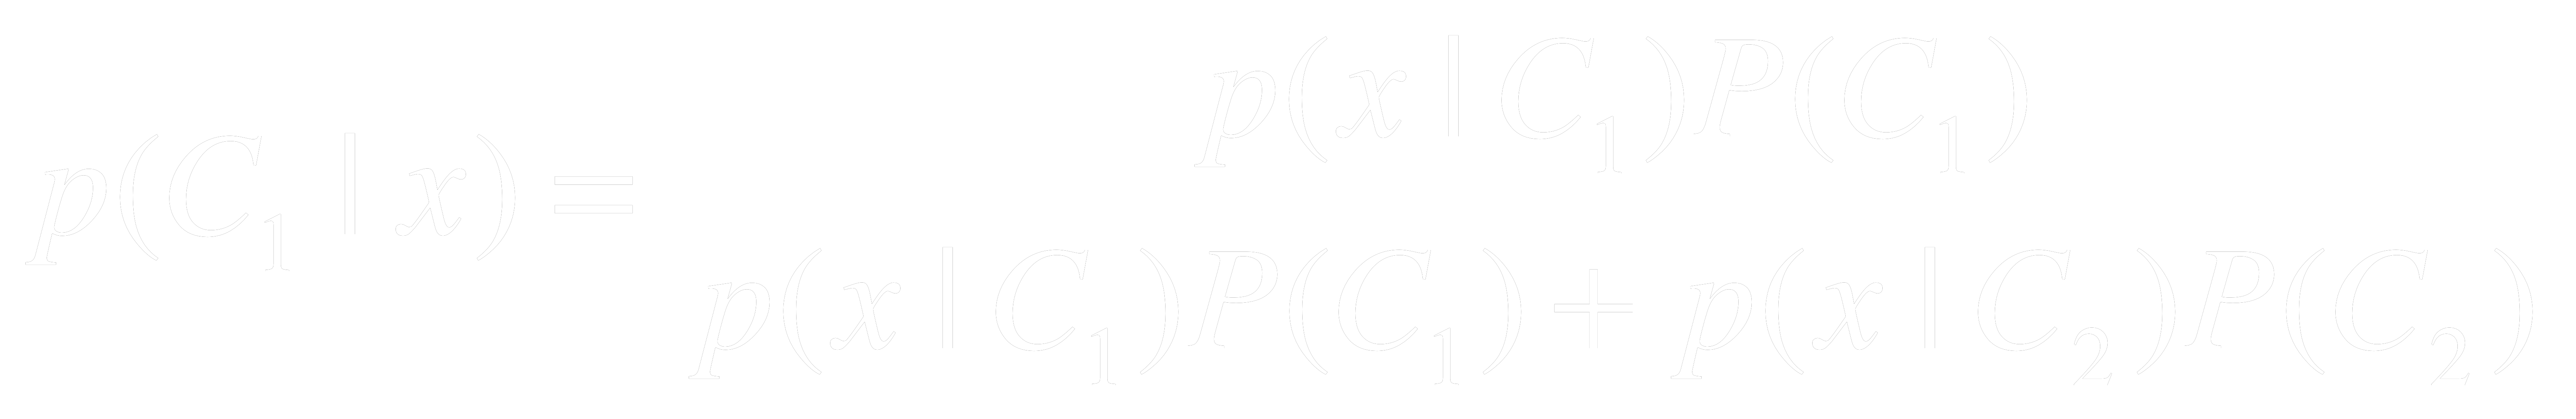 p(C₁ | x) = p(x | C₁)P(C₁) / p(x | C₁)P(C₁) + p(x | C₂)P(C₂)